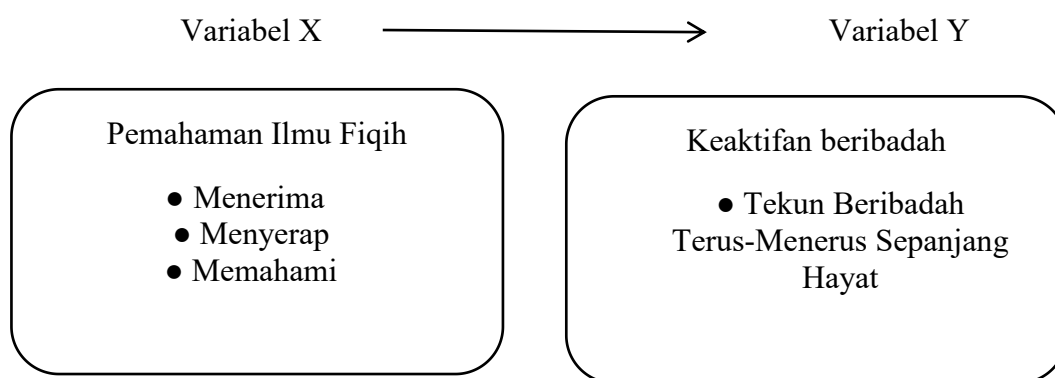 Variabel X
Variabel Y
Pemahaman Ilmu Fiqih
● Menerima
● Menyerap
● Memahami
Keaktifan beribadah
● Tekun Beribadah
Terus-Menerus Sepanjang
Hayat